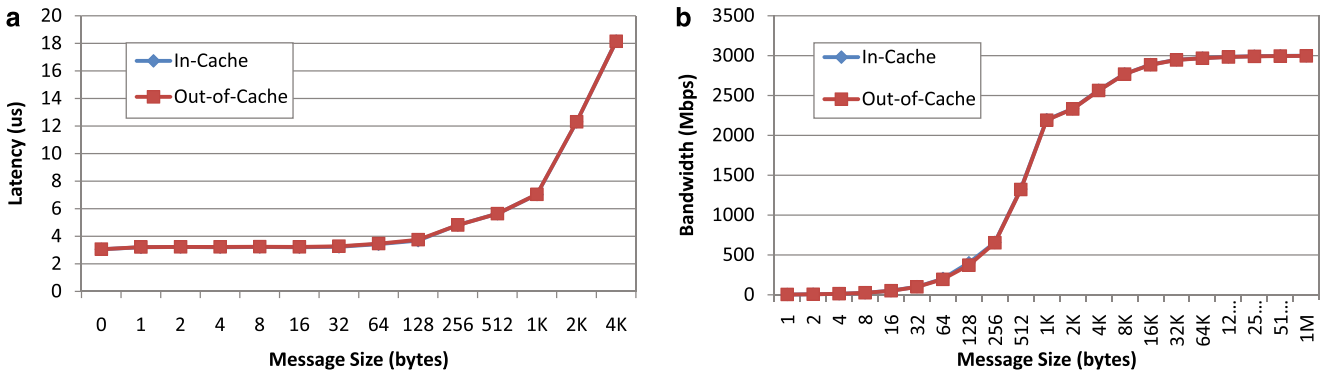 a
20
18
16
14
12
10
8
6
4
2
0
Latency (us)
In-Cache
Out-of-Cache
0 1 2 4 8 16 32 64 128 256 512 1K 2K 4K
Message Size (bytes)
b
3500
3000
2500
2000
1500
1000
500
0
Bandwidth (Mbps)
In-Cache
Out-of-Cache
1 2 4 8 16 32 64 128 256 512 1K 2K 4K 8K 16K 32K 64K 12... 25... 51... 1M
Message Size (bytes)